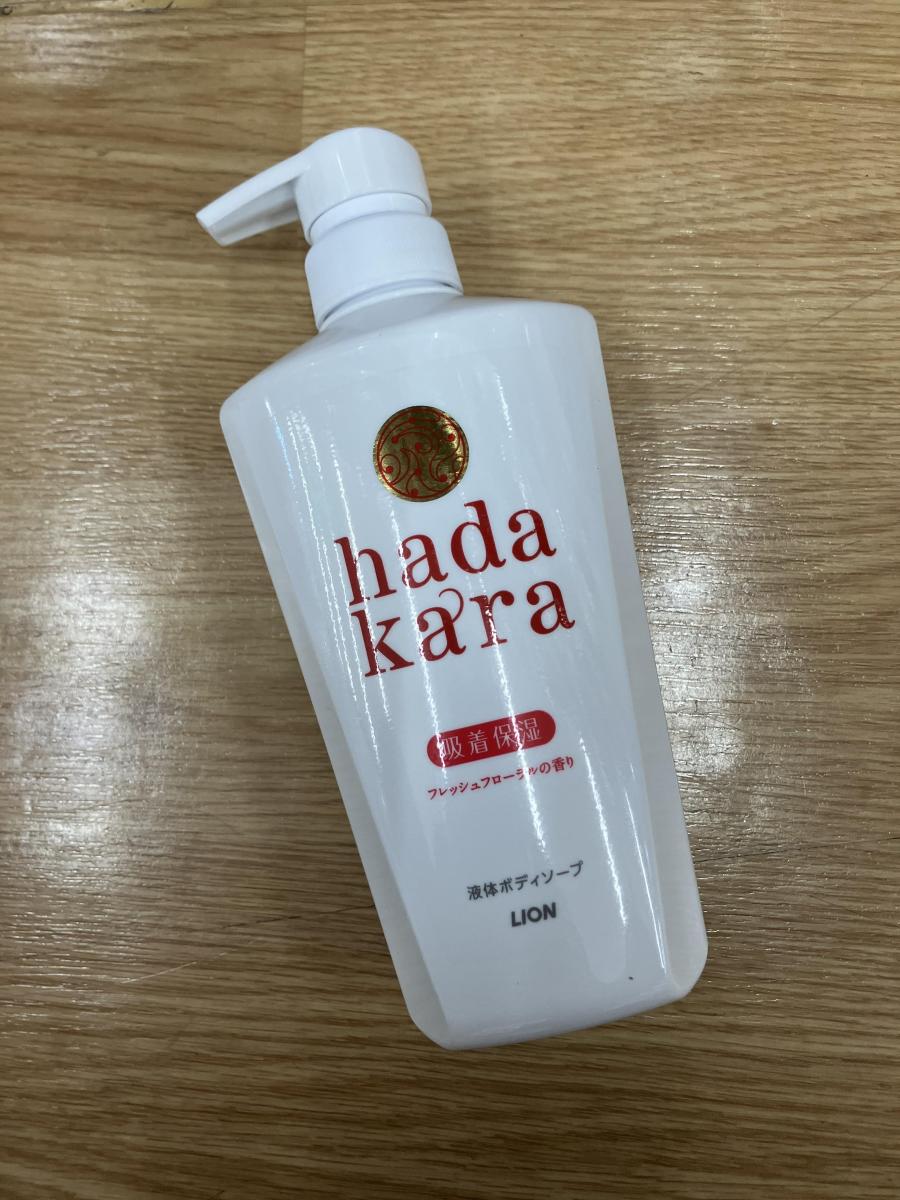 hada
kara
吸着保湿
フレッシュフローラルの香り
液体ボディソープ
LION